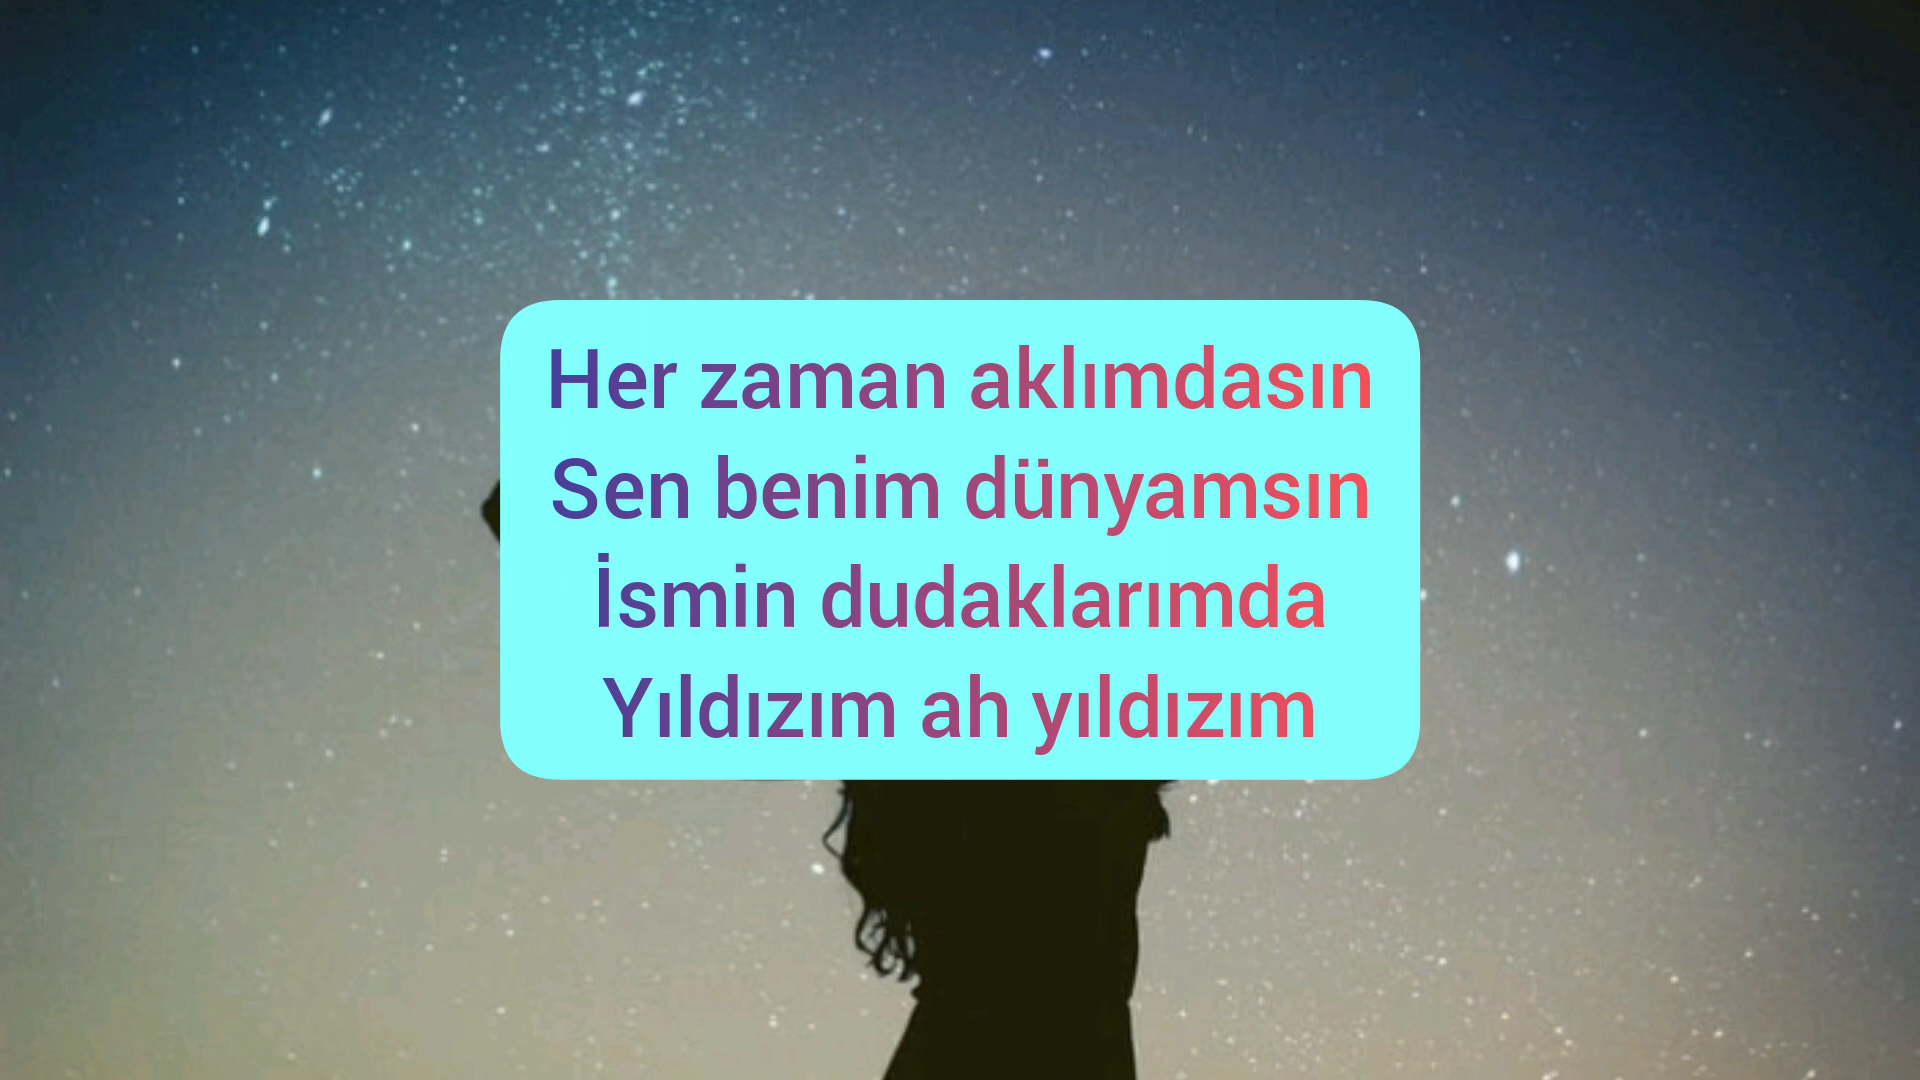 Her zaman aklımdasın
Sen benim dünyamsın
İsmin dudaklarımda
Yıldızım ah yıldızım